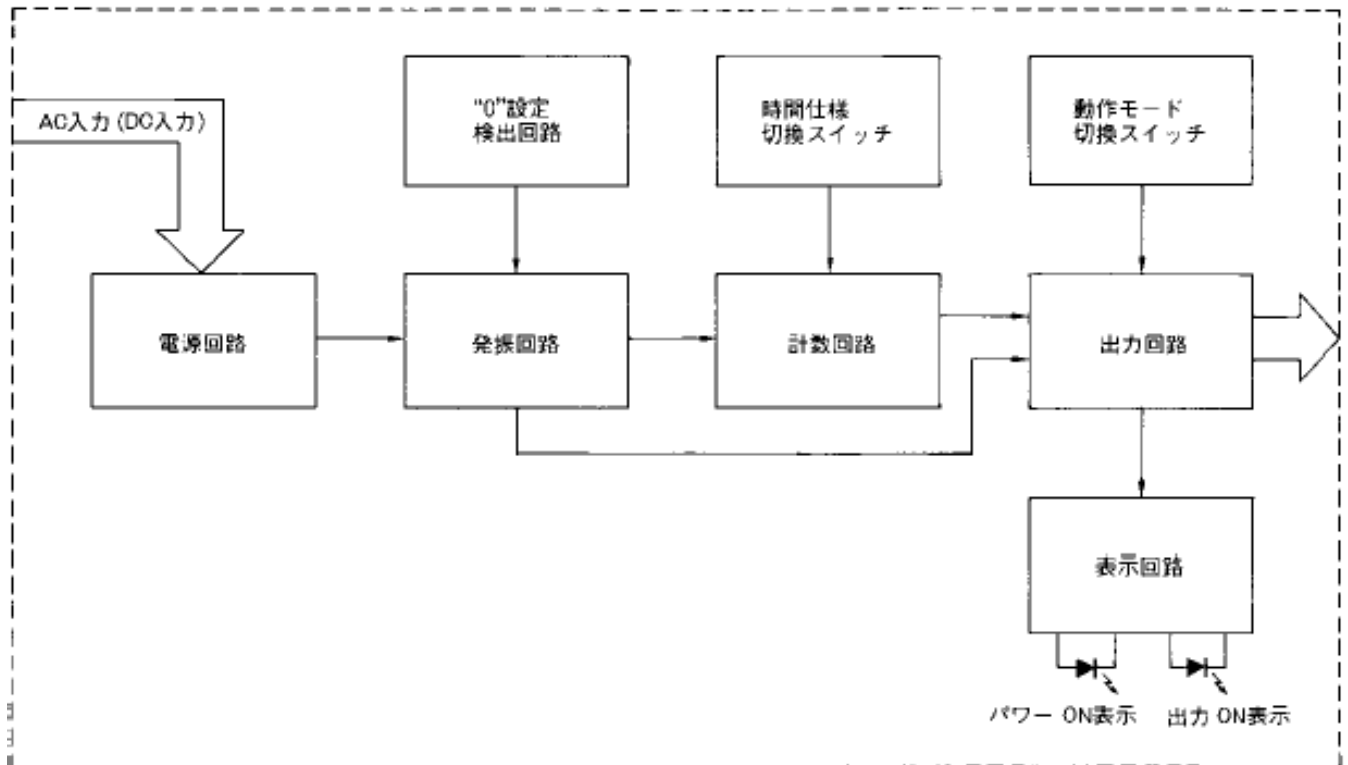 AC入力 (DC入力)
"0"設定
検出回路
時間仕様
切換スイッチ
動作モード
切換スイッチ
電源回路
発振回路
計数回路
出力回路
表示回路
パワー ON表示
出力 ON表示